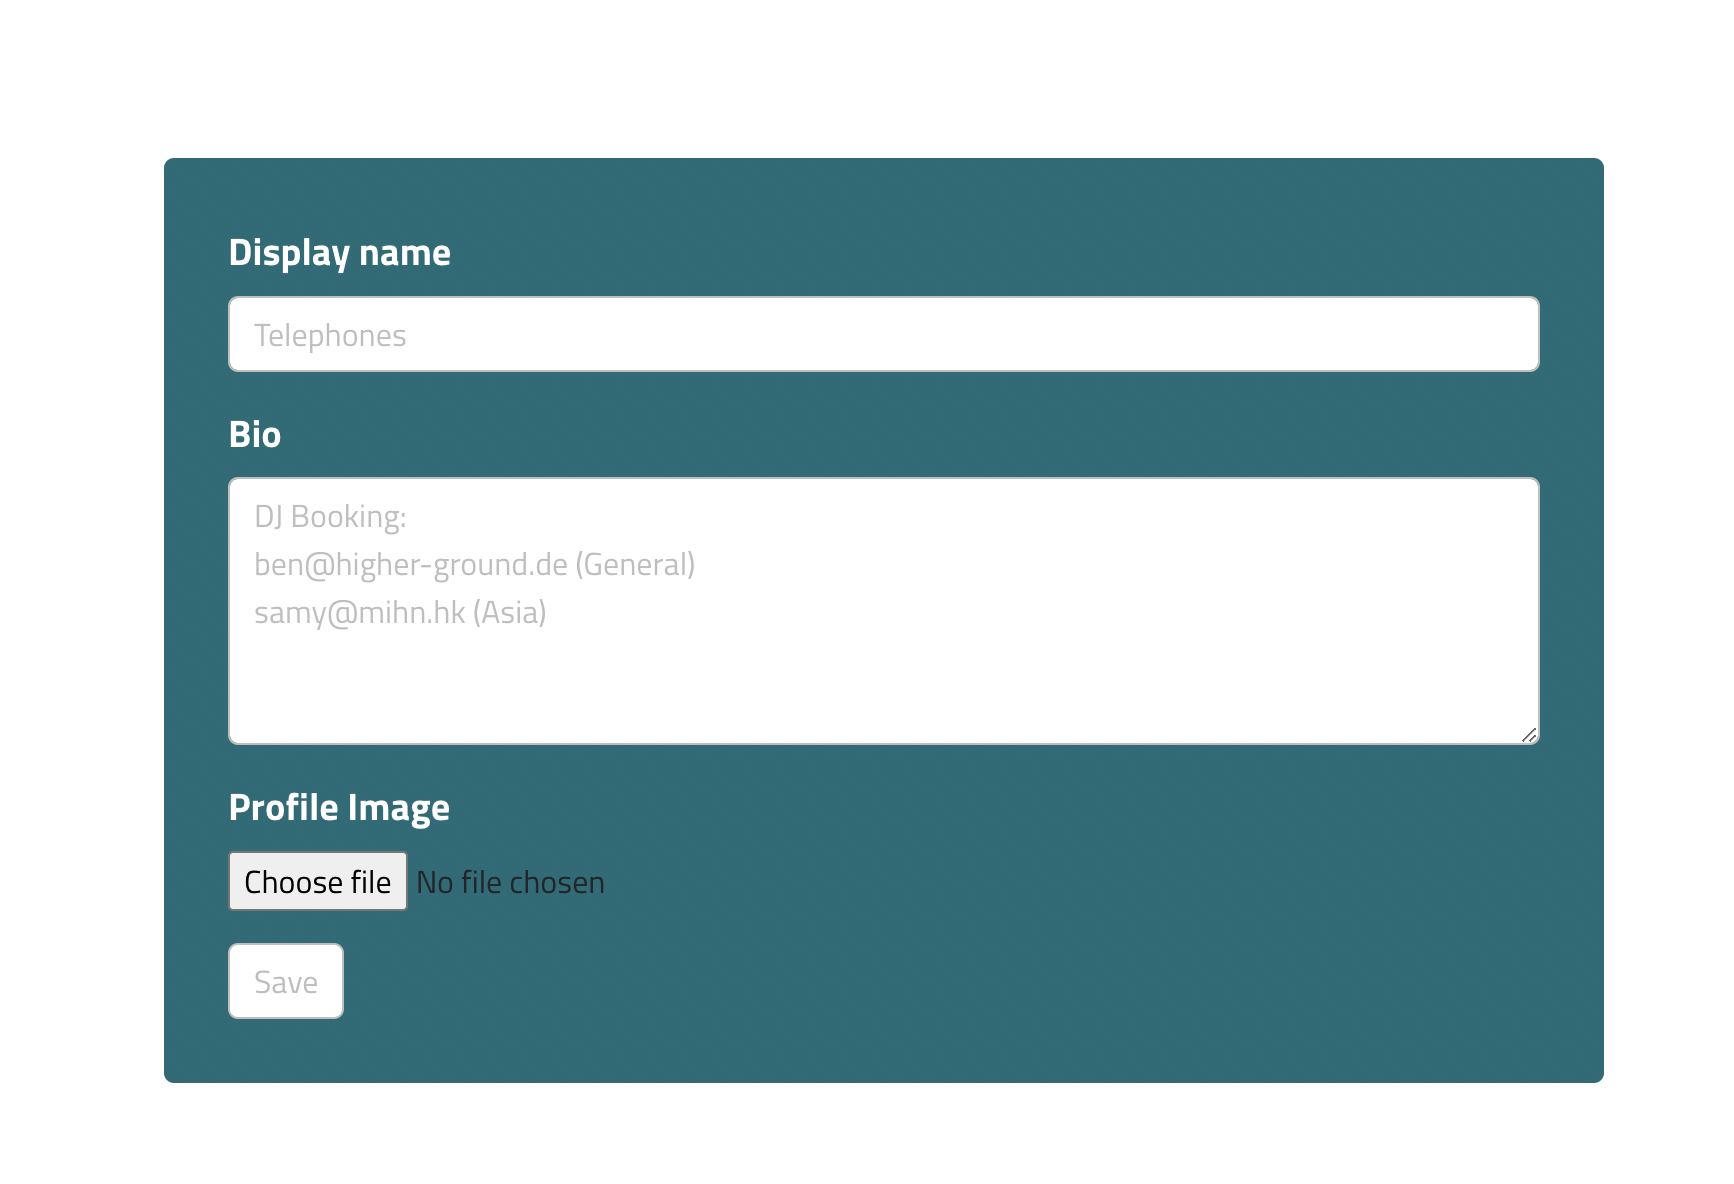 Display name
Telephones
Bio
DJ Booking:
ben@higher-ground.de (General)
samy@mihn.hk (Asia)
Profile Image
Choose file No file chosen
Save